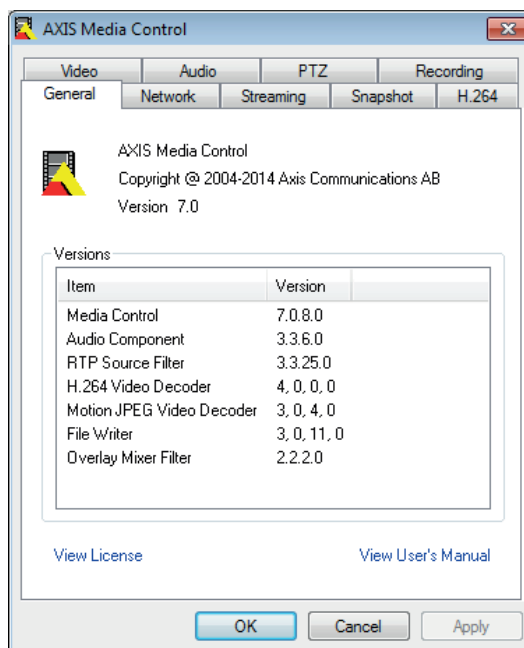 AXIS Media Control
Video Audio PTZ Recording
General Network Streaming Snapshot H.264
AXIS Media Control
Copyright @ 2004-2014 Axis Communications AB
Version 7.0
Versions
Item Version
Media Control 7.0.8.0
Audio Component 3.3.6.0
RTP Source Filter 3.3.25.0
H.264 Video Decoder 4, 0, 0, 0
Motion JPEG Video Decoder 3, 0, 4, 0
File Writer 3, 0, 11, 0
Overlay Mixer Filter 2.2.2.0
View License View User's Manual
OK Cancel Apply